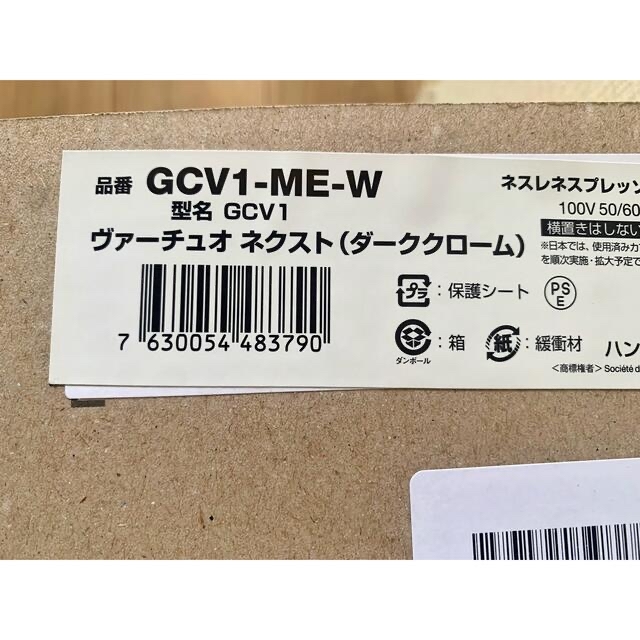 品番 GCV1-ME-W
型名 GCV1
ヴァーチュオ ネクスト(ダーククローム)
7 630054 483790
ネスレネスプレッソ
100V 50/60
横置きはしない
※日本では、使用済みカ
を順次実施・拡大予定で
プラ : 保護シート
PS
E
ダンボール : 箱
紙 : 緩衝材
ハン
<商標権者> Société d